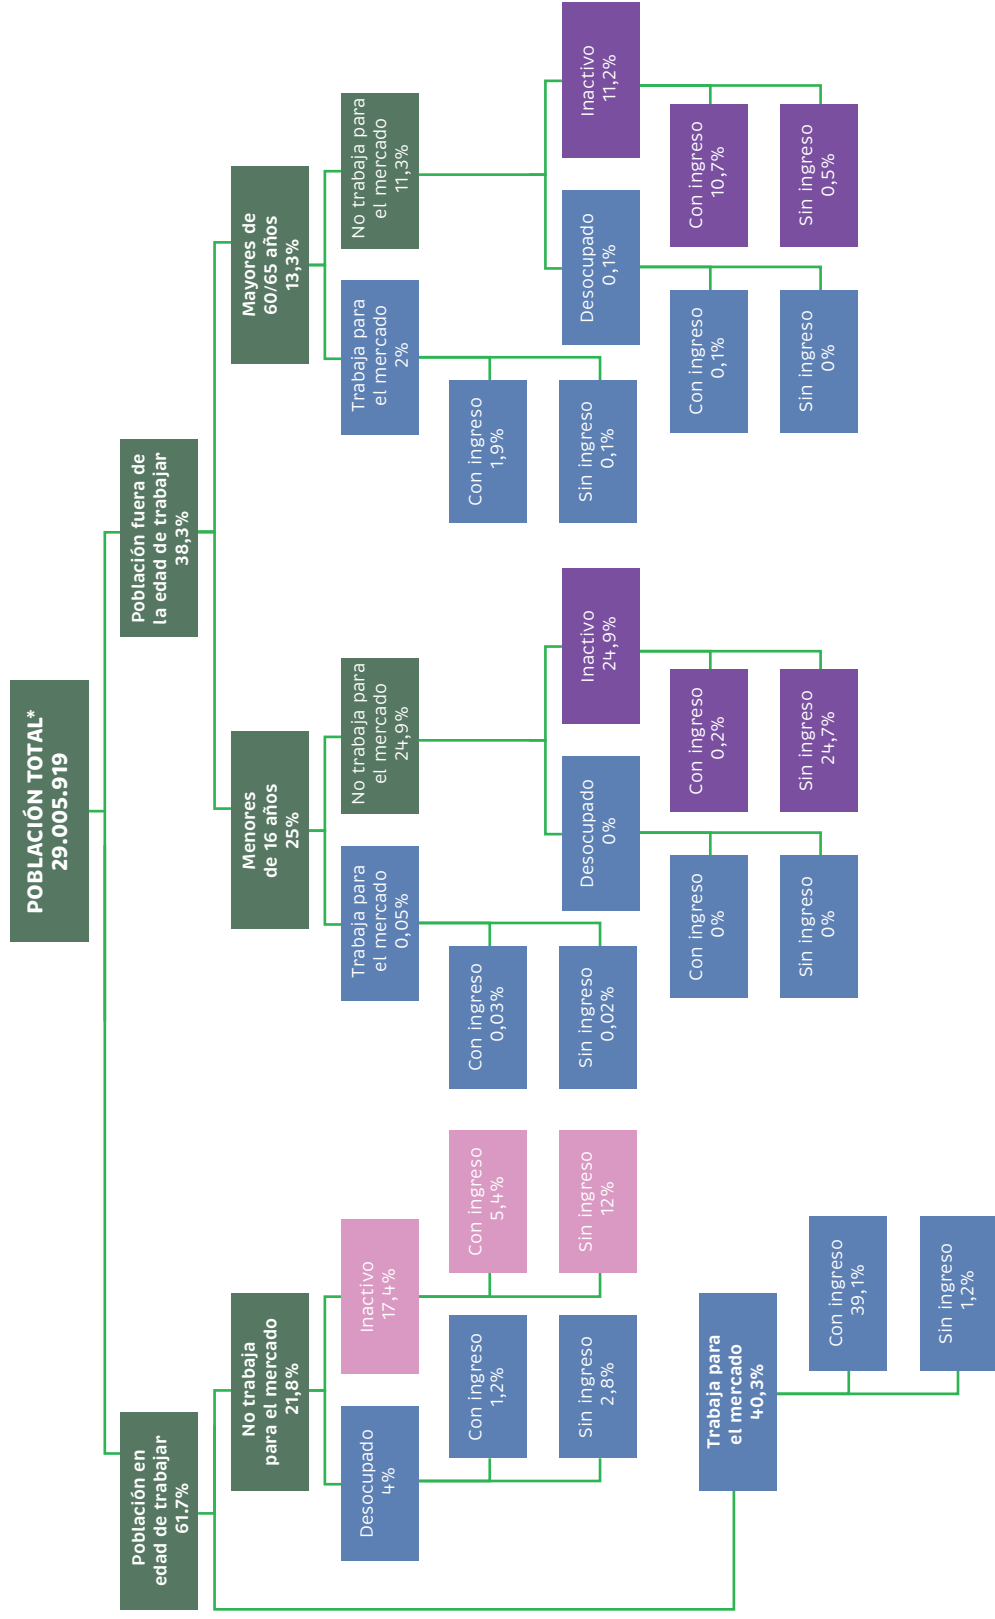 POBLACIÓN TOTAL*
29.005.919
Población en
edad de trabajar
61.7%
Población fuera de
la edad de trabajar
38,3%
No trabaja
para el mercado
21,8%
Menores
de 16 años
25%
Mayores de
60/65 años
13,3%
Desocupado
4%
Inactivo
17,4%
Trabaja para
el mercado
0,05%
No trabaja para
el mercado
24,9%
Trabaja para
el mercado
2%
No trabaja para
el mercado
11,3%
Con ingreso
1,2%
Con ingreso
5,4%
Con ingreso
0,03%
Con ingreso
1,9%
Sin ingreso
2,8%
Sin ingreso
12%
Sin ingreso
0,02%
Desocupado
0%
Inactivo
24,9%
Sin ingreso
0,1%
Desocupado
0,1%
Inactivo
11,2%
Trabaja para
el mercado
40,3%
Con ingreso
0%
Con ingreso
0,2%
Con ingreso
0,1%
Con ingreso
10,7%
Sin ingreso
0%
Sin ingreso
24,7%
Sin ingreso
0%
Sin ingreso
0,5%
Con ingreso
39,1%
Sin ingreso
1,2%